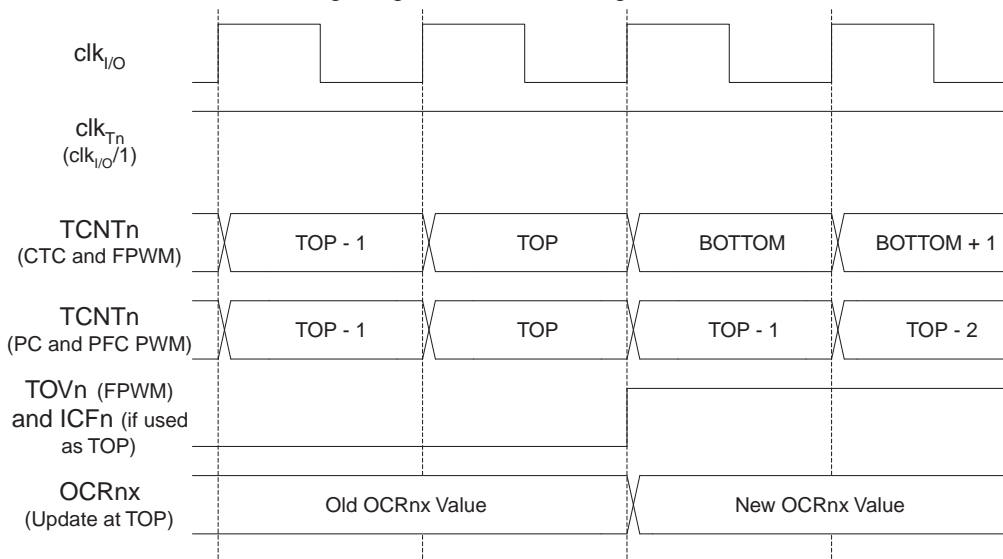 clkI/O
clkTn
(clkI/O/1)
TCNTn
(CTC and FPWM)
TOP - 1
TOP
BOTTOM
BOTTOM + 1
TCNTn
(PC and PFC PWM)
TOP - 1
TOP
TOP - 1
TOP - 2
TOVn (FPWM)
and ICFn (if used
as TOP)
OCRnx
(Update at TOP)
Old OCRnx Value
New OCRnx Value